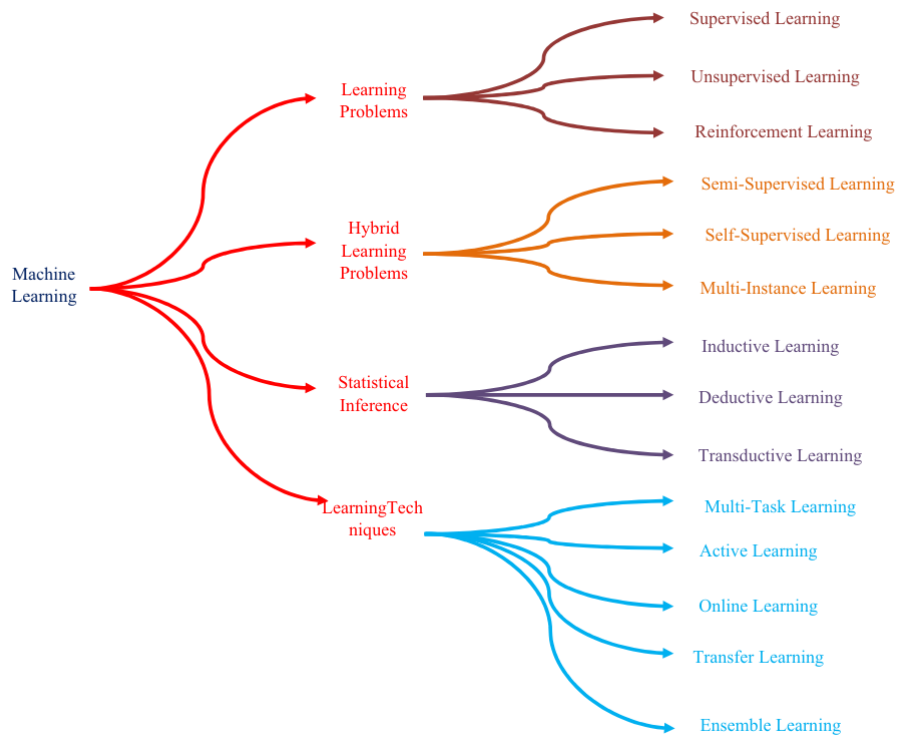 Machine
Learning
Learning
Problems
Supervised Learning
Unsupervised Learning
Reinforcement Learning
Hybrid
Learning
Problems
Semi-Supervised Learning
Self-Supervised Learning
Multi-Instance Learning
Statistical
Inference
Inductive Learning
Deductive Learning
Transductive Learning
LearningTech
niques
Multi-Task Learning
Active Learning
Online Learning
Transfer Learning
Ensemble Learning